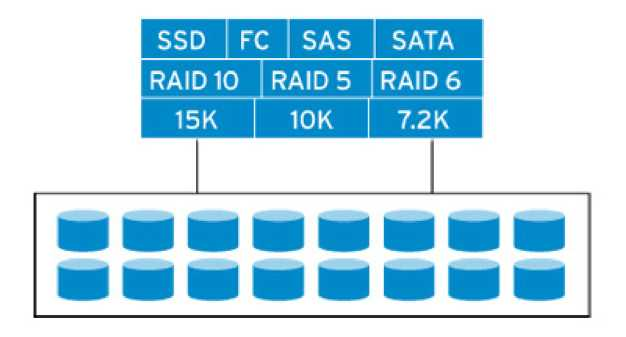 SSD FC SAS SATA
RAID 10 RAID 5 RAID 6
15K 10K 7.2K